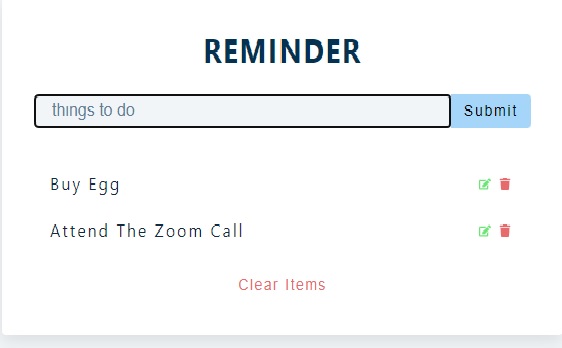 REMINDER
things to do Submit
Buy Egg
Attend The Zoom Call
Clear Items